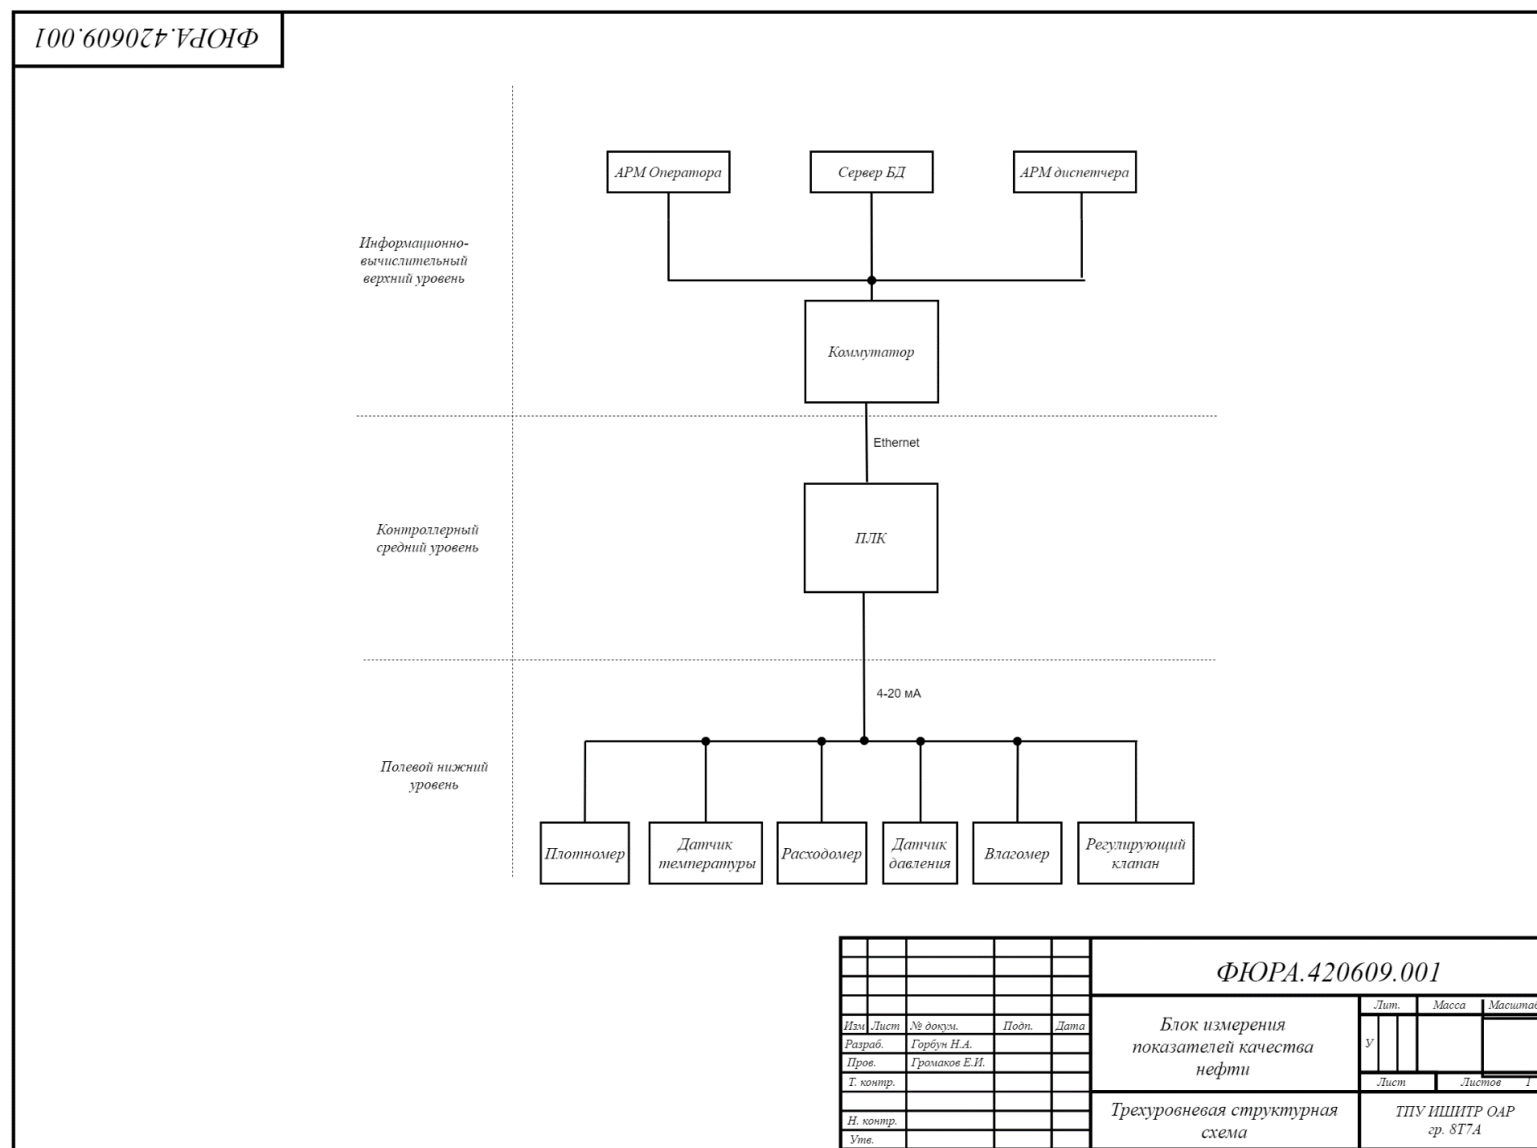 ФЮРА.420609.001
АРМ Оператора
Сервер БД
АРМ диспетчера
Информационно-
вычислительный
верхний уровень
Коммутатор
Ethernet
Контроллерный
средний уровень
ПЛК
4-20 мА
Полевой нижний
уровень
Плотномер
Датчик
температуры
Расходомер
Датчик
давления
Влагомер
Регулирующий
клапан
ФЮРА.420609.001
Изм Лист № докум. Подп. Дата
Разраб. Горбун Н.А.
Пров. Громаков Е.И.
Т. контр.
Н. контр.
Утв.
Блок измерения
показателей качества
нефти
Лит. Масса Масштаб
У
Лист Листов 1
Трехуровневая структурная
схема
ТПУ ИШИТР ОАР
гр. 8Т7А